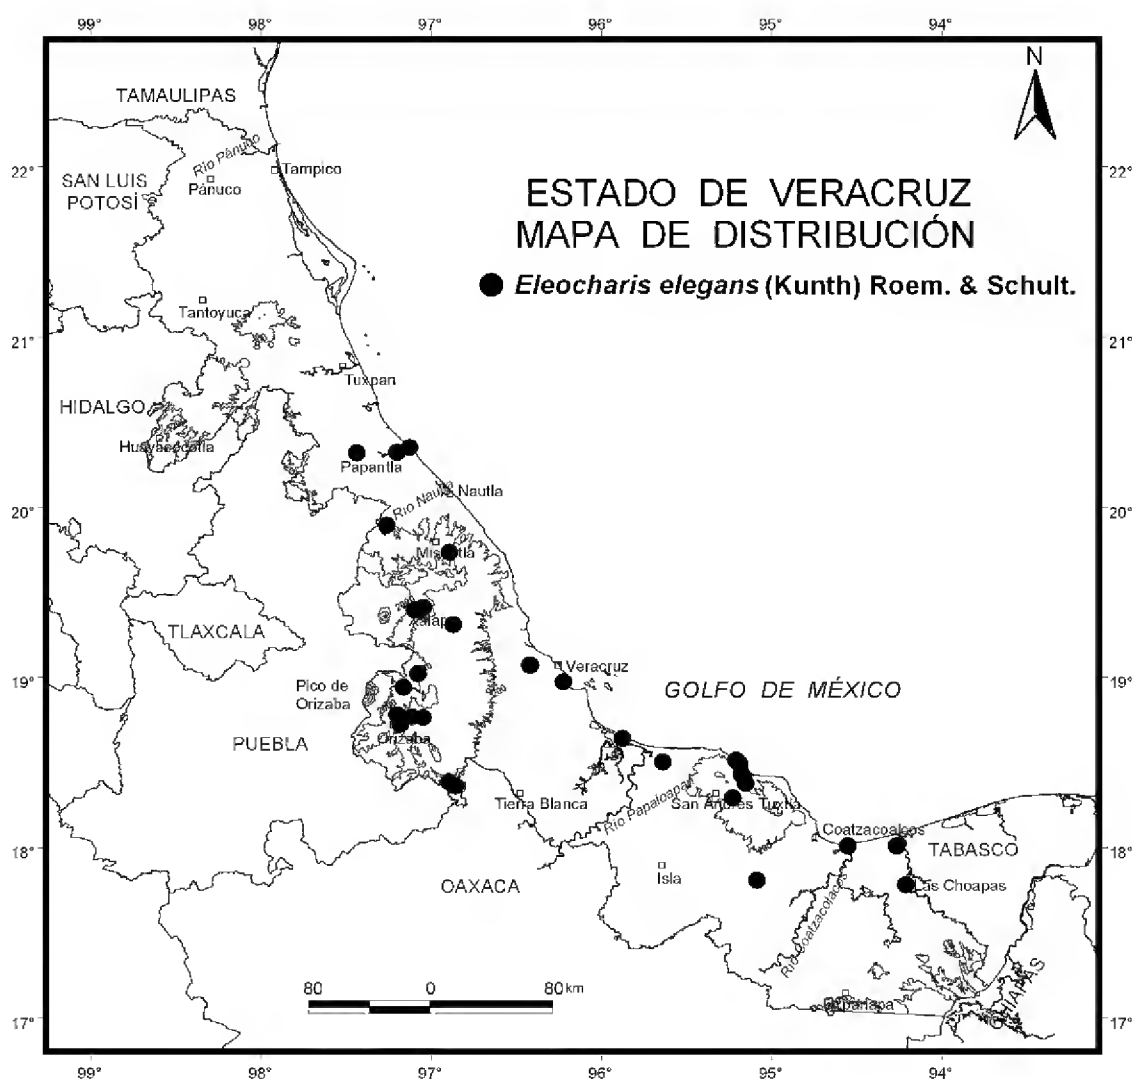 99° 98° 97° 96° 95° 94°
N
TAMAULIPAS
Río Pánuco
Tampico
22° 22°
SAN LUIS
POTOSÍ
Pánuco
ESTADO DE VERACRUZ
MAPA DE DISTRIBUCIÓN
Eleocharis elegans (Kunth) Roem. & Schult.
Tantoyuca
21° 21°
Tuxpan
HIDALGO
Huayacocotla
Papantla
Río Nautla
Nautla
20° 20°
Misantla
Xalapa
TLAXCALA
Veracruz
19° 19°
Pico de
Orizaba
GOLFO DE MÉXICO
PUEBLA
Orizaba
Tierra Blanca
San Andrés Tuxtla
Río Papaloapan
Coatzacoalcos
18° 18°
TABASCO
Isla
OAXACA
Las Choapas
Río Coatzacoalcos
CHIAPAS
80 0 80 km
17° 17°
99° 98° 97° 96° 95° 94°